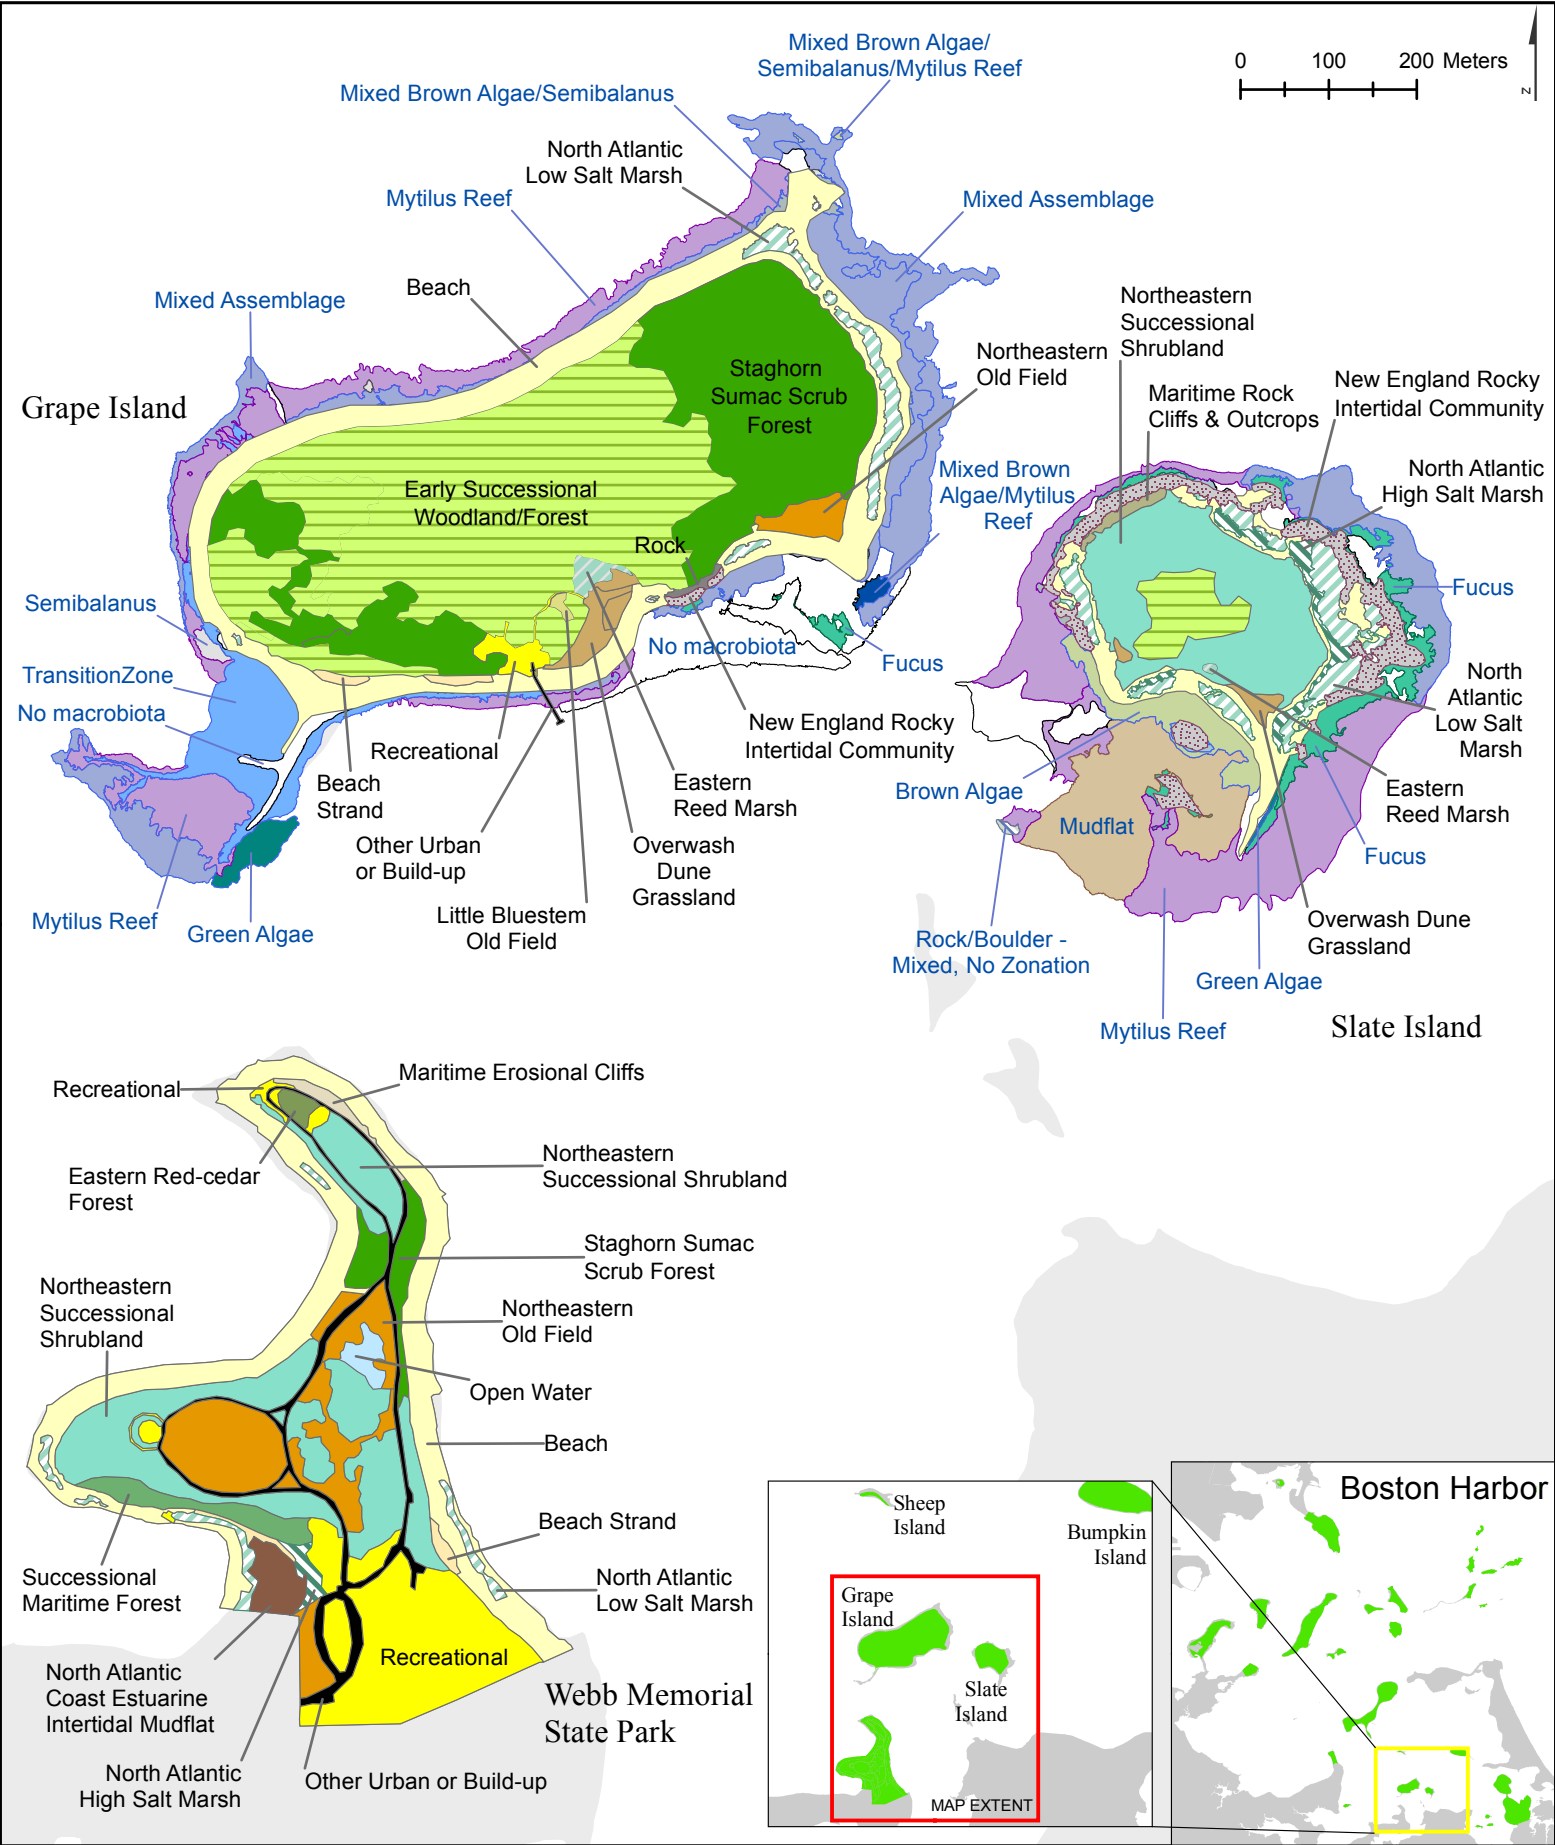 Mixed Brown Algae/
Semibalanus/Mytilus Reef
0 100 200 Meters
z
Mixed Brown Algae/Semibalanus
North Atlantic
Low Salt Marsh
Mytilus Reef
Mixed Assemblage
Beach
Mixed Assemblage
Grape Island
Staghorn
Sumac Scrub
Forest
Northeastern
Old Field
Northeastern
Successional
Shrubland
Maritime Rock
Cliffs & Outcrops
New England Rocky
Intertidal Community
North Atlantic
High Salt Marsh
Mixed Brown
Algae/Mytilus
Reef
Early Successional
Woodland/Forest
Rock
Semibalanus
TransitionZone
No macrobiota
No macrobiota
Fucus
Fucus
Recreational
Beach
Strand
Other Urban
or Build-up
Little Bluestem
Old Field
Overwash
Dune
Grassland
Eastern
Reed Marsh
New England Rocky
Intertidal Community
Mytilus Reef
Green Algae
Brown Algae
Mudflat
North
Atlantic
Low Salt
Marsh
Eastern
Reed Marsh
Fucus
Overwash Dune
Grassland
Rock/Boulder -
Mixed, No Zonation
Green Algae
Mytilus Reef
Slate Island
Recreational
Maritime Erosional Cliffs
Eastern Red-cedar
Forest
Northeastern
Successional Shrubland
Staghorn Sumac
Scrub Forest
Northeastern
Successional
Shrubland
Northeastern
Old Field
Open Water
Beach
Beach Strand
North Atlantic
Low Salt Marsh
Successional
Maritime Forest
North Atlantic
Coast Estuarine
Intertidal Mudflat
North Atlantic
High Salt Marsh
Other Urban or Build-up
Recreational
Webb Memorial
State Park
Sheep
Island
Bumpkin
Island
Grape
Island
Slate
Island
MAP EXTENT
Boston Harbor